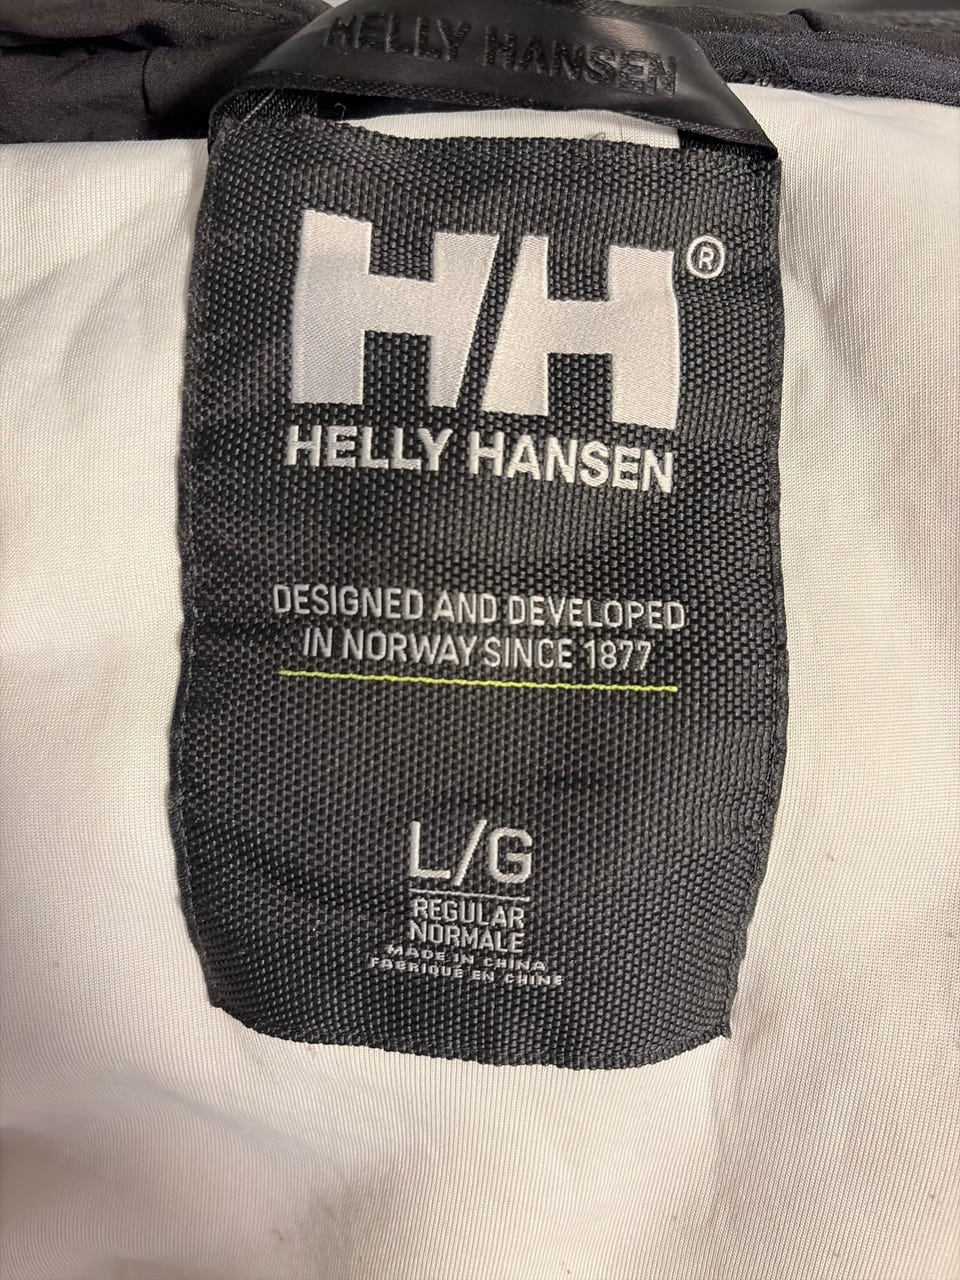 HELLY HANSEN
HH®
HELLY HANSEN
DESIGNED AND DEVELOPED
IN NORWAY SINCE 1877
L/G
REGULAR
NORMALE
MADE IN CHINA
FABRIQUÉ EN CHINE